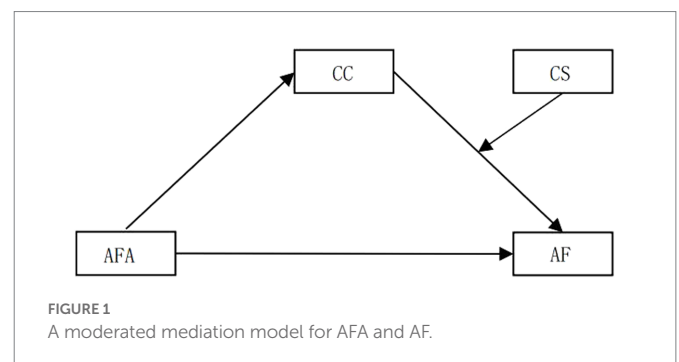 CC
CS
AFA
AF
FIGURE 1
A moderated mediation model for AFA and AF.